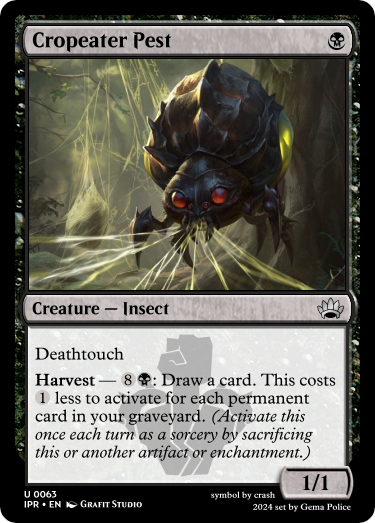 Cropeater Pest
Creature — Insect
Deathtouch
Harvest — 8: Draw a card. This costs
1 less to activate for each permanent
card in your graveyard. (Activate this
once each turn as a sorcery by sacrificing
this or another artifact or enchantment.)
1/1
U 0063
IPR • EN Grafit Studio
symbol by crash
2024 set by Gema Police